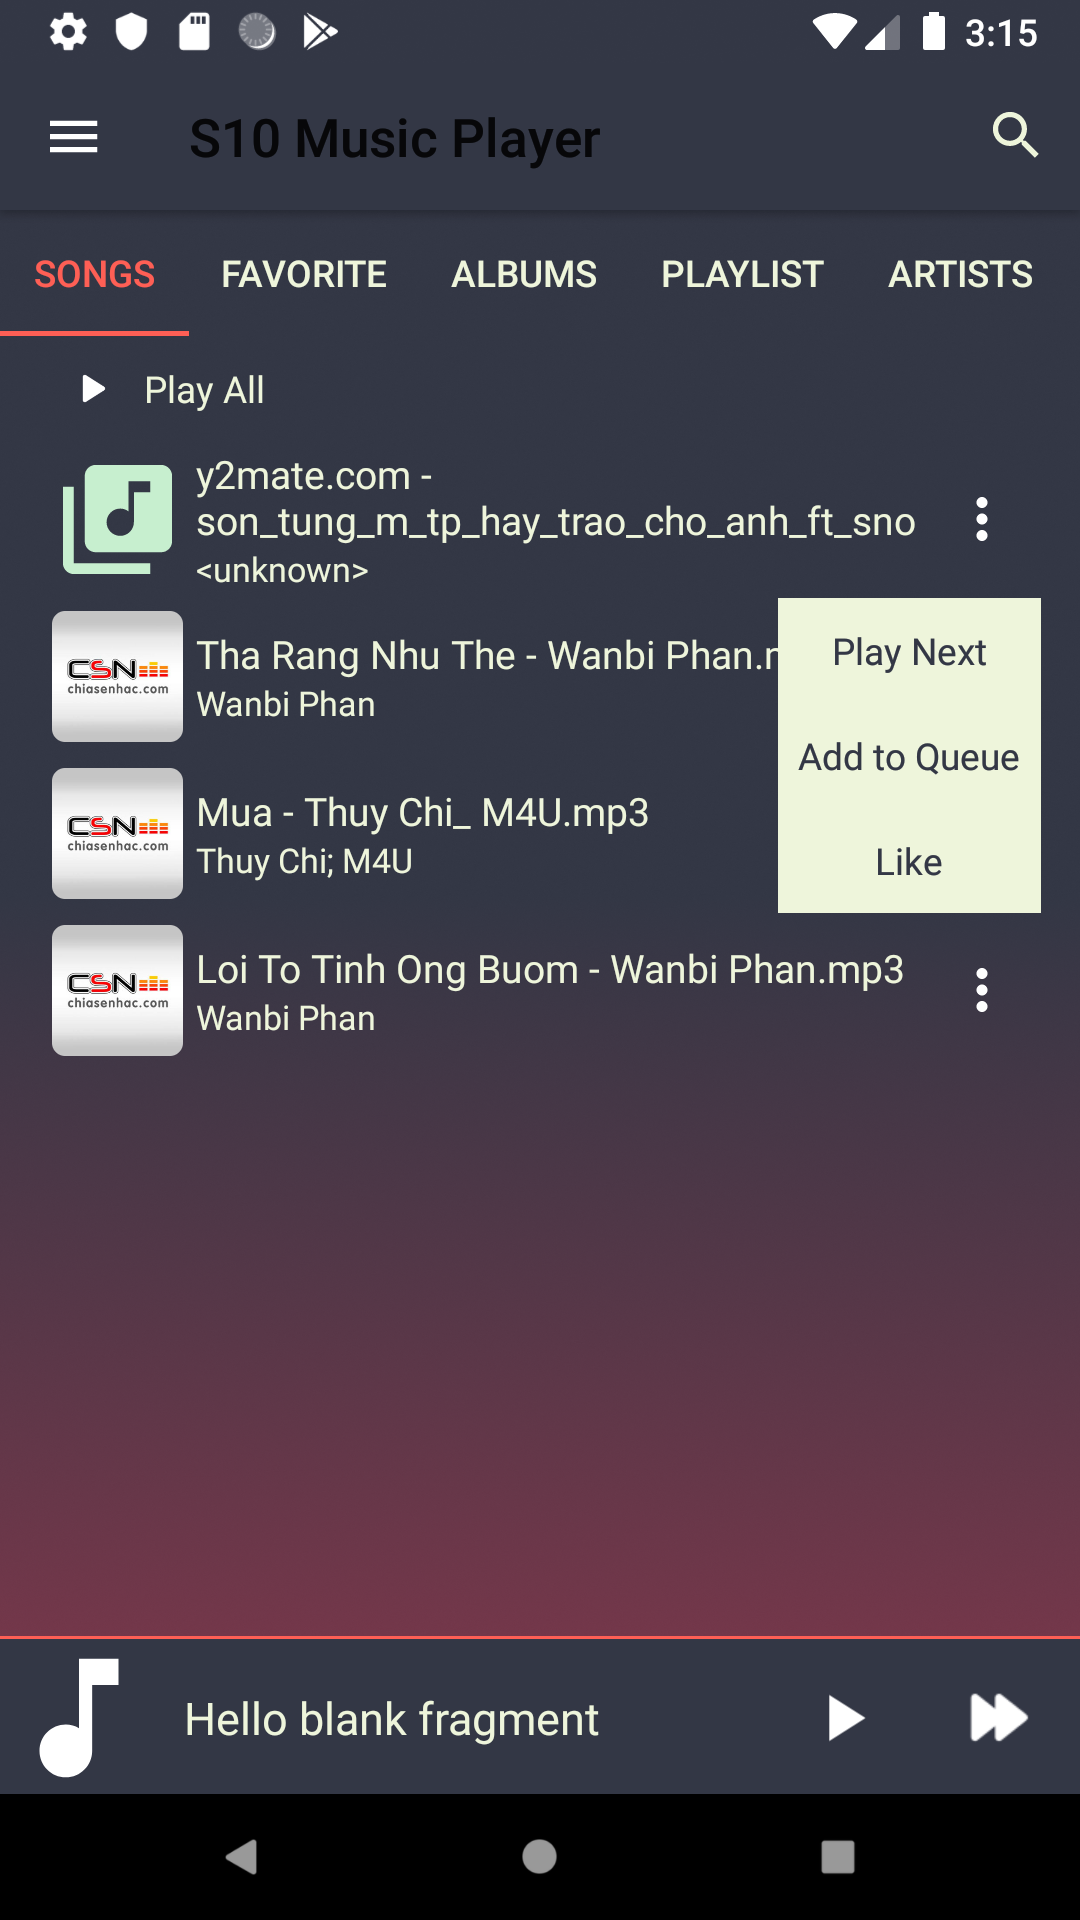 3:15
S10 Music Player
SONGS FAVORITE ALBUMS PLAYLIST ARTISTS
Play All
y2mate.com -
son_tung_m_tp_hay_trao_cho_anh_ft_sno
<unknown>
CSN
chiasenhac.com
Tha Rang Nhu The - Wanbi Phan.
Wanbi Phan
Play Next
Add to Queue
Like
CSN
chiasenhac.com
Mua - Thuy Chi_ M4U.mp3
Thuy Chi; M4U
CSN
chiasenhac.com
Loi To Tinh Ong Buom - Wanbi Phan.mp3
Wanbi Phan
Hello blank fragment